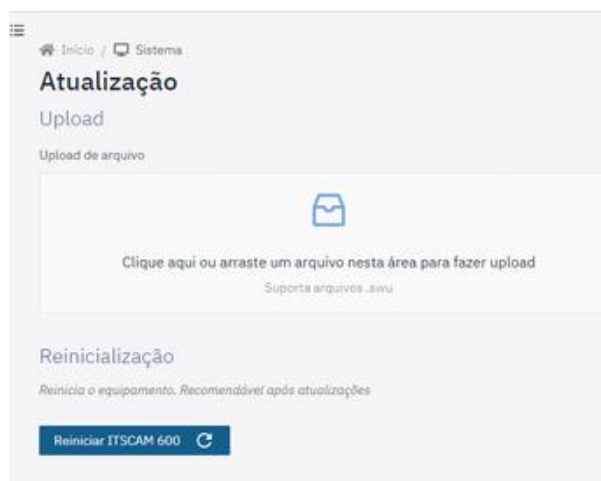 Início / Sistema
Atualização
Upload
Upload de arquivo
Clique aqui ou arraste um arquivo nesta área para fazer upload
Suporta arquivos .swu
Reinicialização
Reinicia o equipamento. Recomendável após atualizações
Reiniciar ITSCAM 600